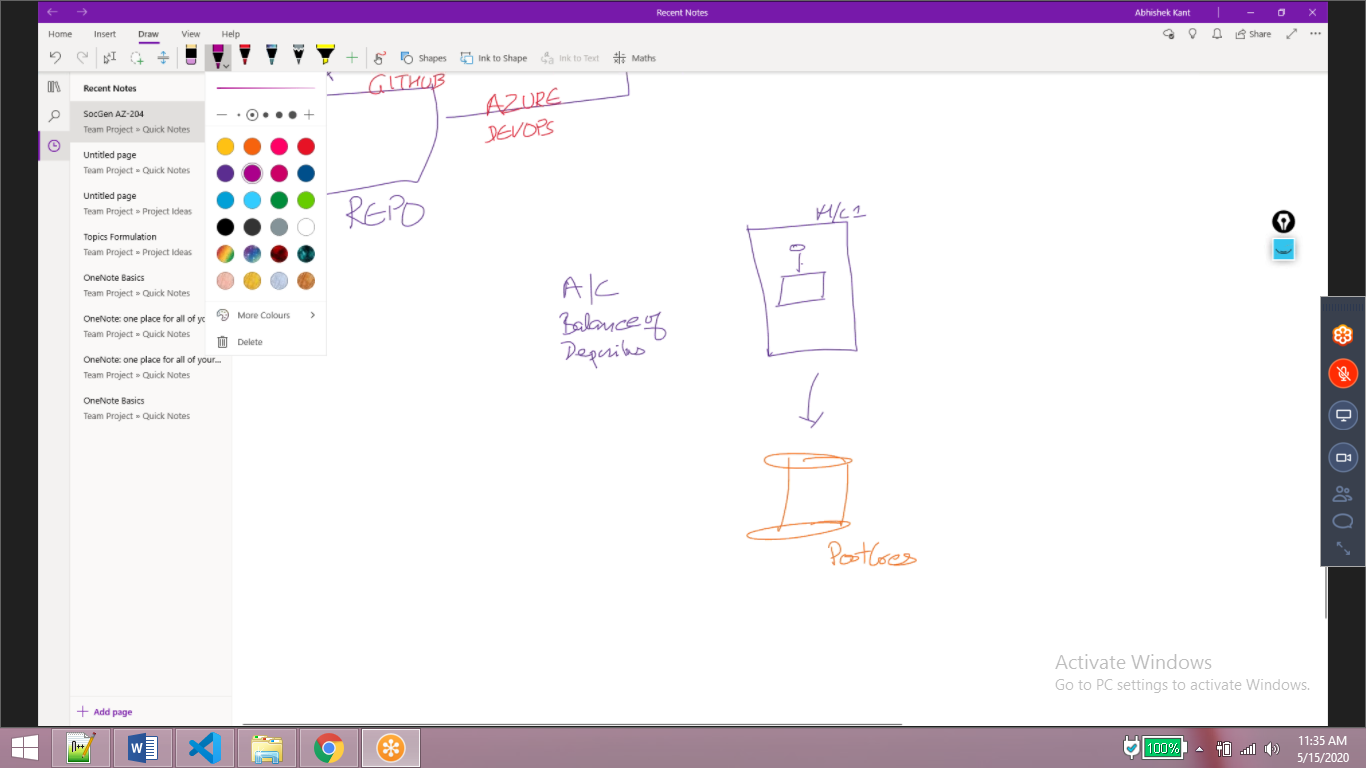 Recent Notes
Abhishek Kant
Home
Insert
Draw
View
Help
Share
Shapes
Ink to Shape
Ink to Text
Maths
Recent Notes
SocGen AZ-204
Team Project » Quick Notes
Untitled page
Team Project » Quick Notes
Untitled page
Team Project » Project Ideas
Topics Formulation
Team Project » Project Ideas
OneNote Basics
Team Project » Quick Notes
OneNote: one place for all of yo
Team Project » Quick Notes
OneNote: one place for all of your...
Team Project » Quick Notes
OneNote Basics
Team Project » Quick Notes
Add page
More Colours
Delete
GITHUB
AZURE
DEVOPS
REPO
M/C1
A/C
Balance of
PostGres
Activate Windows
Go to PC settings to activate Windows.
100%
11:35 AM
5/15/2020